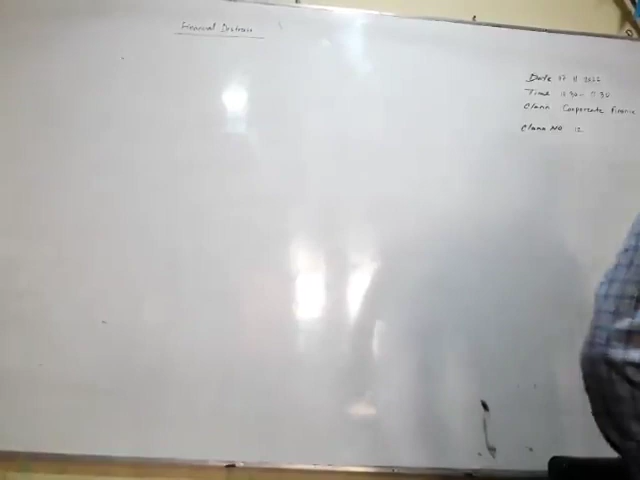 Financial Distress
Date 17 11 2022
Time
Class Corporate Finance
Class No 12